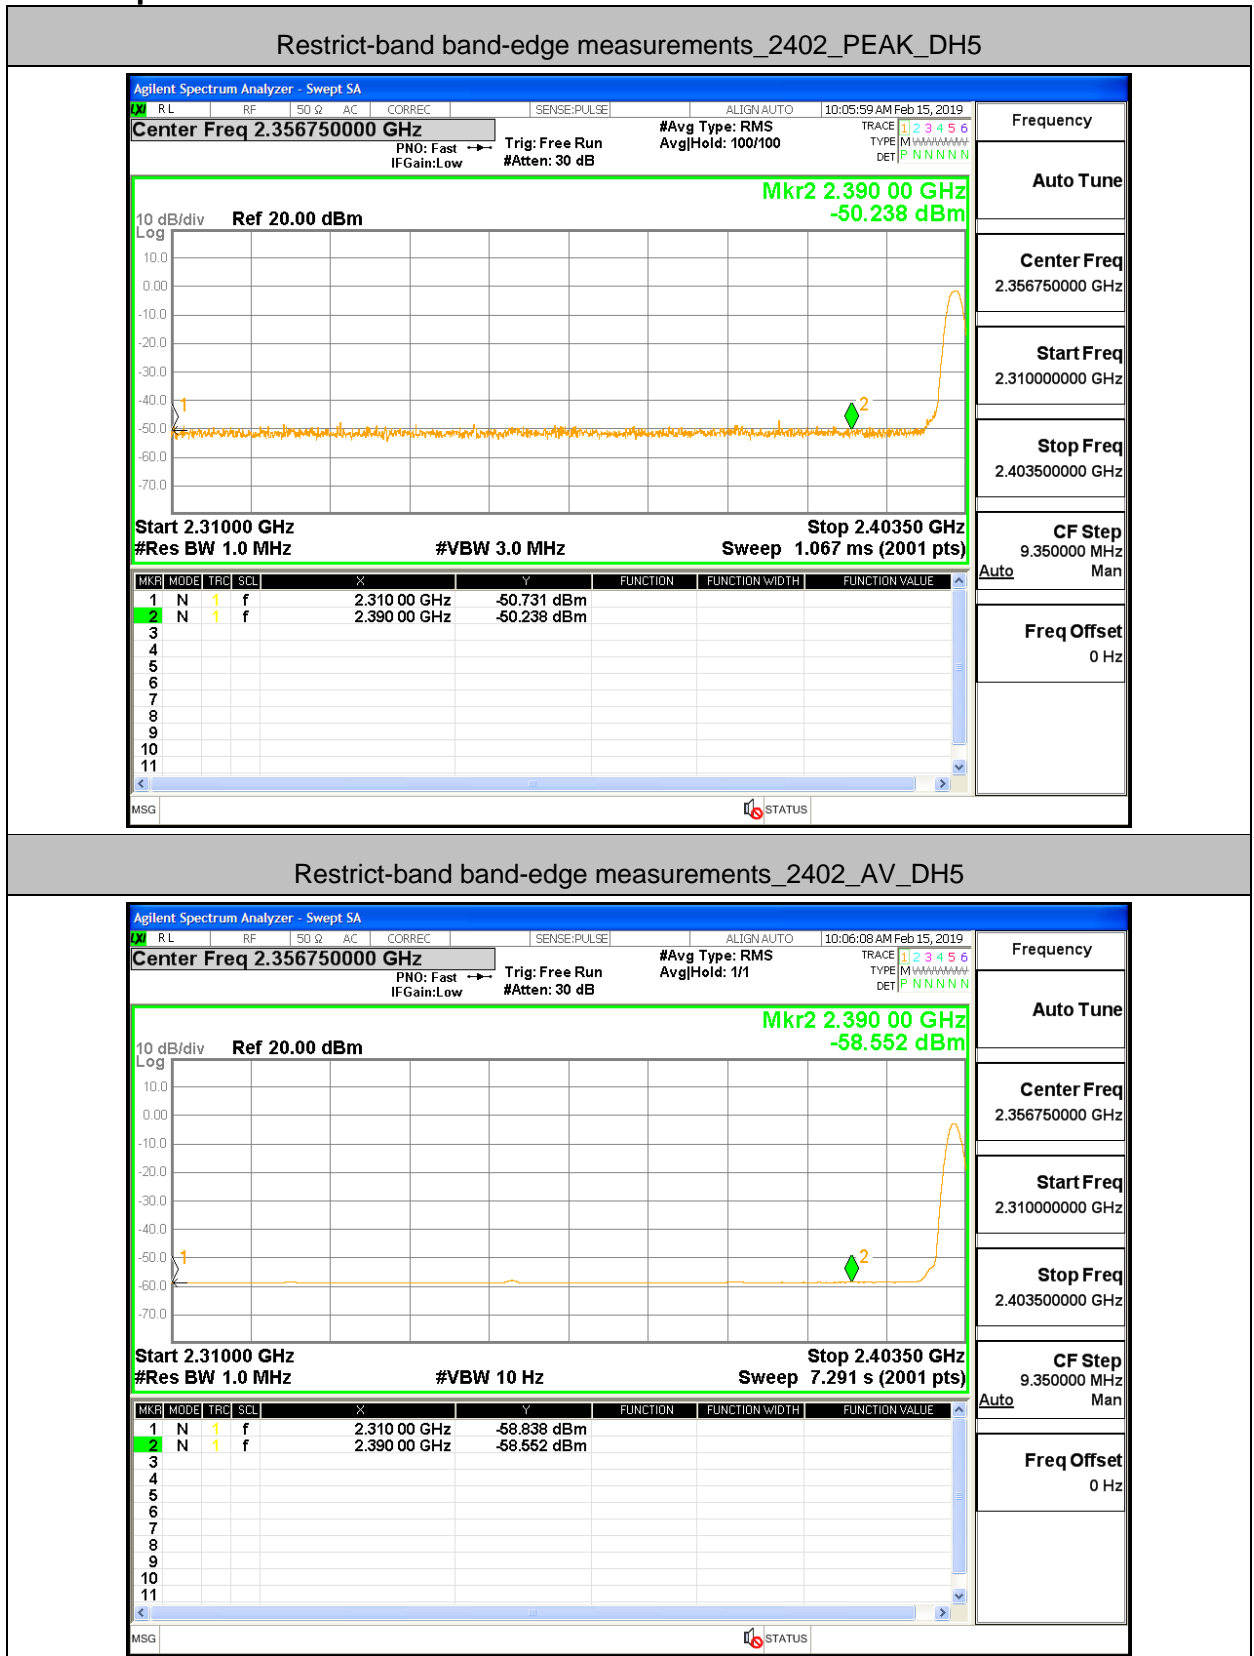 Restrict-band band-edge measurements_2402_PEAK_DH5
Agilent Spectrum Analyzer - Swept SA
LXI RL RF 50 Ω AC CORREC SENSE:PULSE ALIGNAUTO 10:05:59 AM Feb 15, 2019
Center Freq 2.356750000 GHz
PNO: Fast
IFGain:Low
Trig: Free Run
#Atten: 30 dB
#Avg Type: RMS
Avg|Hold: 100/100
TRACE 1 2 3 4 5 6
TYPE M
DET P N N N N N
Frequency
Auto Tune
Mkr2 2.390 00 GHz
-50.238 dBm
10 dB/div Ref 20.00 dBm
Log
10.0
0.00
-10.0
-20.0
-30.0
-40.0
-50.0
-60.0
-70.0
1
2
Center Freq
2.356750000 GHz
Start Freq
2.310000000 GHz
Stop Freq
2.403500000 GHz
Start 2.31000 GHz Stop 2.40350 GHz
#Res BW 1.0 MHz #VBW 3.0 MHz Sweep 1.067 ms (2001 pts)
CF Step
9.350000 MHz
Auto Man
MKR MODE TRC SCL X Y FUNCTION FUNCTION WIDTH FUNCTION VALUE
1 N 1 f 2.310 00 GHz -50.731 dBm
2 N 1 f 2.390 00 GHz -50.238 dBm
3
4
5
6
7
8
9
10
11
Freq Offset
0 Hz
MSG STATUS
Restrict-band band-edge measurements_2402_AV_DH5
Agilent Spectrum Analyzer - Swept SA
LXI RL RF 50 Ω AC CORREC SENSE:PULSE ALIGNAUTO 10:06:08 AM Feb 15, 2019
Center Freq 2.356750000 GHz
PNO: Fast
IFGain:Low
Trig: Free Run
#Atten: 30 dB
#Avg Type: RMS
Avg|Hold: 1/1
TRACE 1 2 3 4 5 6
TYPE M
DET P N N N N N
Frequency
Auto Tune
Mkr2 2.390 00 GHz
-58.552 dBm
10 dB/div Ref 20.00 dBm
Log
10.0
0.00
-10.0
-20.0
-30.0
-40.0
-50.0
-60.0
-70.0
1
2
Center Freq
2.356750000 GHz
Start Freq
2.310000000 GHz
Stop Freq
2.403500000 GHz
Start 2.31000 GHz Stop 2.40350 GHz
#Res BW 1.0 MHz #VBW 10 Hz Sweep 7.291 s (2001 pts)
CF Step
9.350000 MHz
Auto Man
MKR MODE TRC SCL X Y FUNCTION FUNCTION WIDTH FUNCTION VALUE
1 N 1 f 2.310 00 GHz -58.838 dBm
2 N 1 f 2.390 00 GHz -58.552 dBm
3
4
5
6
7
8
9
10
11
Freq Offset
0 Hz
MSG STATUS